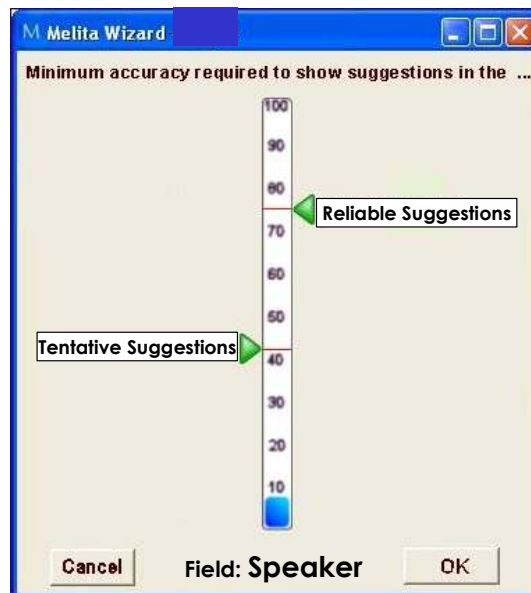 M Melita Wizard
Minimum accuracy required to show suggestions in the ...
100
90
80
Reliable Suggestions
70
60
50
Tentative Suggestions
40
30
20
10
Cancel Field: Speaker OK